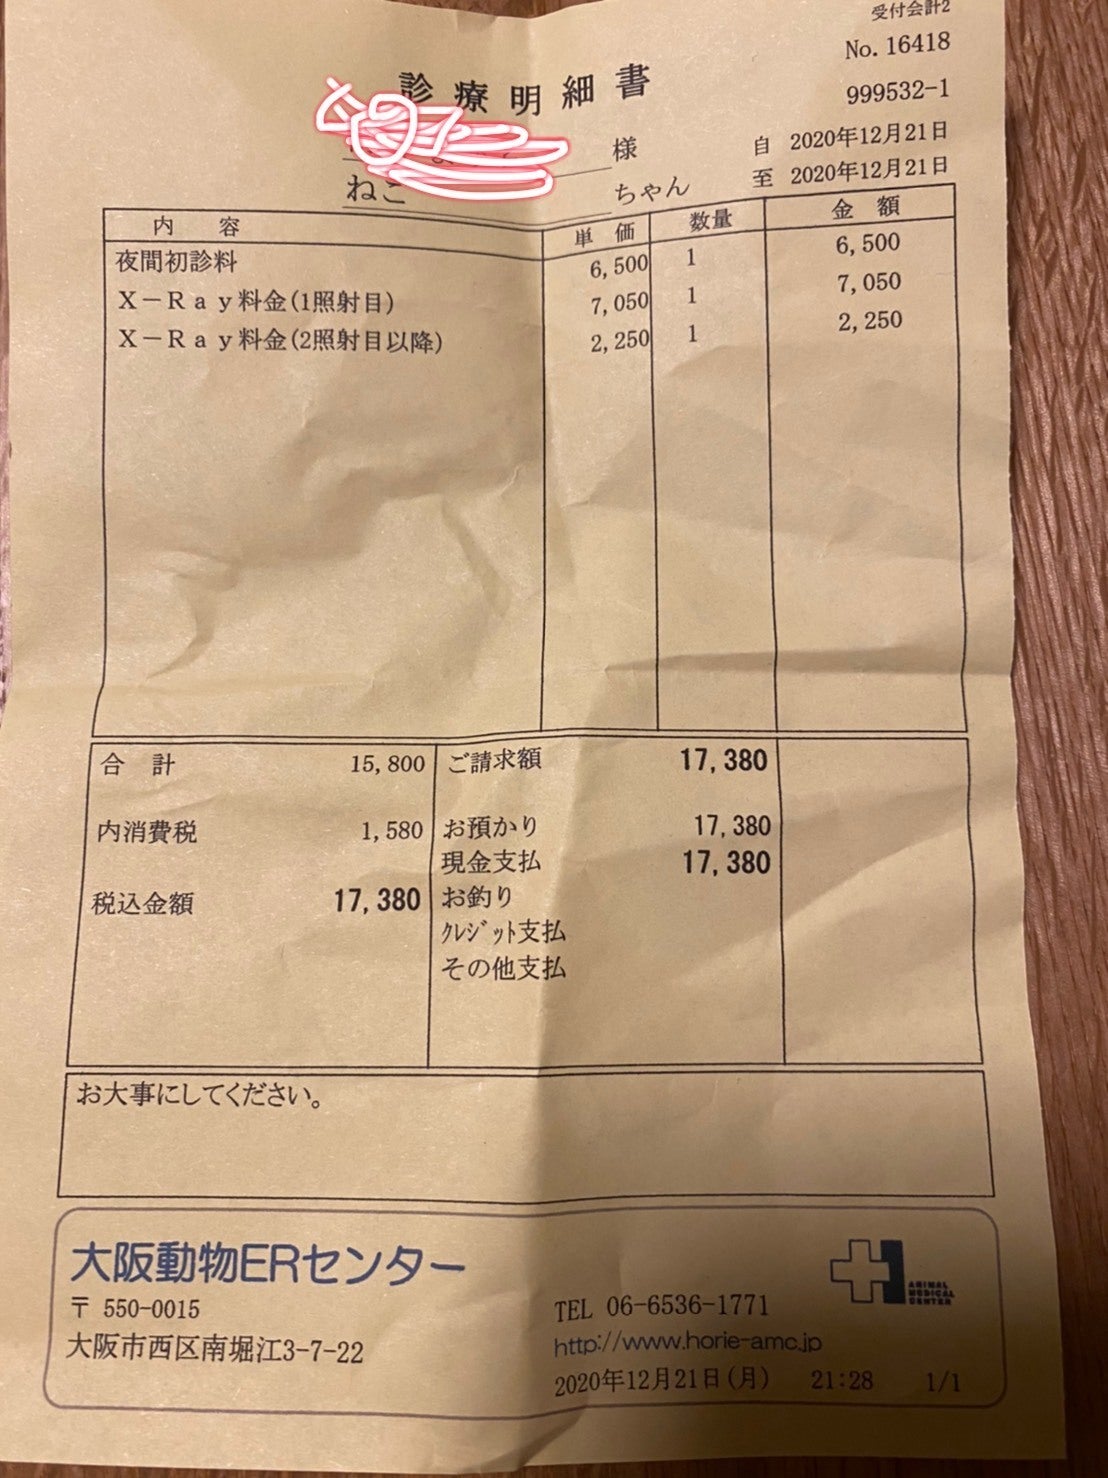 受付会計2
No. 16418
999532-1
診療明細書
様
自 2020年12月21日
ねこ ちゃん
至 2020年12月21日
内容 単価 数量 金額
夜間初診料 6,500 1 6,500
X-Ray料金(1照射目) 7,050 1 7,050
X-Ray料金(2照射目以降) 2,250 1 2,250
合計 15,800 ご請求額 17,380
内消費税 1,580 お預かり 17,380
現金支払 17,380
税込金額 17,380 お釣り
クレジット支払
その他支払
お大事にしてください。
大阪動物ERセンター
ANIMAL
MEDICAL
CENTER
〒 550-0015 TEL 06-6536-1771
大阪市西区南堀江3-7-22 http://www.horie-amc.jp
2020年12月21日(月) 21:28 1/1